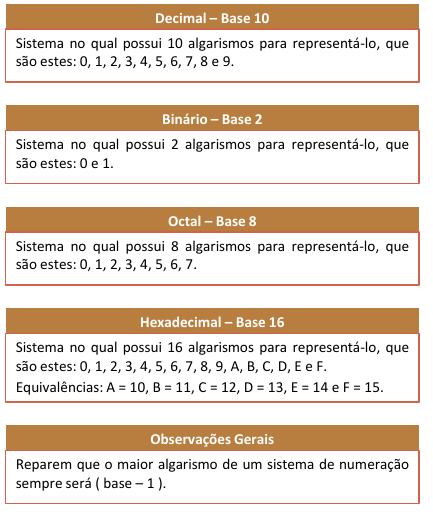 Decimal – Base 10
Sistema no qual possui 10 algarismos para representá-lo, que
são estes: 0, 1, 2, 3, 4, 5, 6, 7, 8 e 9.
Binário – Base 2
Sistema no qual possui 2 algarismos para representá-lo, que
são estes: 0 e 1.
Octal – Base 8
Sistema no qual possui 8 algarismos para representá-lo, que
são estes: 0, 1, 2, 3, 4, 5, 6, 7.
Hexadecimal – Base 16
Sistema no qual possui 16 algarismos para representá-lo, que
são estes: 0, 1, 2, 3, 4, 5, 6, 7, 8, 9, A, B, C, D, E e F.
Equivalências: A = 10, B = 11, C = 12, D = 13, E = 14 e F = 15.
Observações Gerais
Reparem que o maior algarismo de um sistema de numeração
sempre será ( base – 1 ).